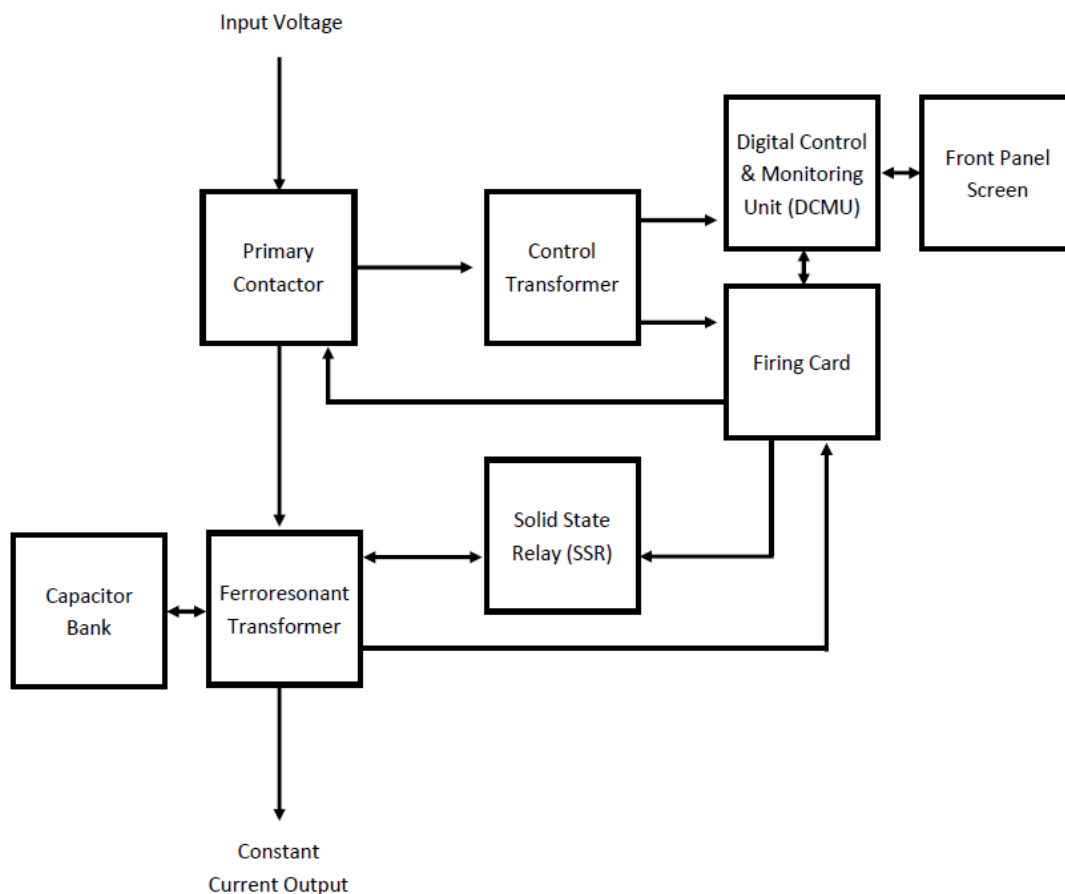 Input Voltage
Digital Control
& Monitoring
Unit (DCMU)
Front Panel
Screen
Primary
Contactor
Control
Transformer
Firing Card
Solid State
Relay (SSR)
Capacitor
Bank
Ferroresonant
Transformer
Constant
Current Output